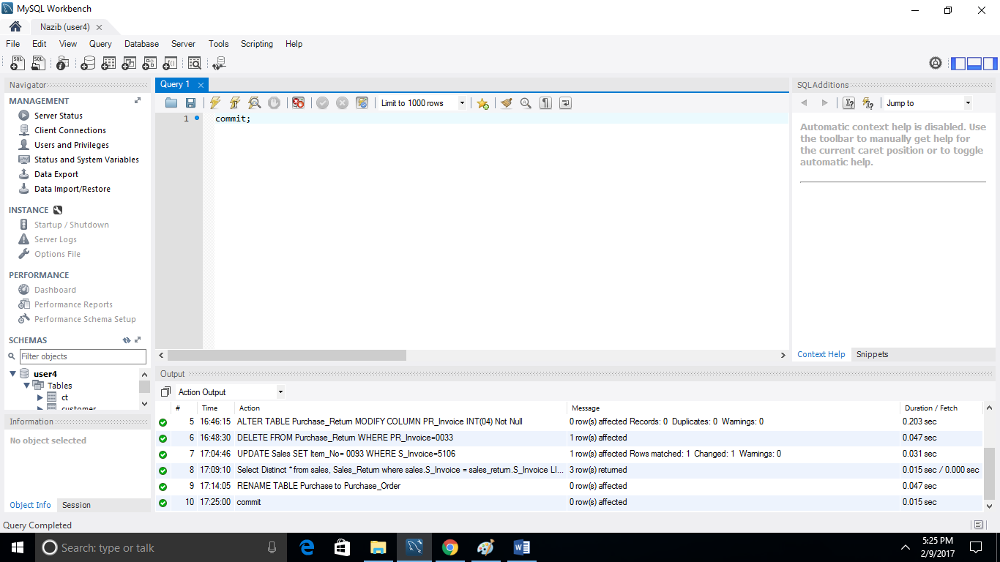 MySQL Workbench
Nazib (user4)
File Edit View Query Database Server Tools Scripting Help
Navigator
MANAGEMENT
Server Status
Client Connections
Users and Privileges
Status and System Variables
Data Export
Data Import/Restore
INSTANCE
Startup / Shutdown
Server Logs
Options File
PERFORMANCE
Dashboard
Performance Reports
Performance Schema Setup
SCHEMAS
Filter objects
user4
Tables
ct
customer
Information
No object selected
Object Info Session
Query Completed
Query 1
Limit to 1000 rows
1 commit;
SQLAdditions
Jump to
Automatic context help is disabled. Use
the toolbar to manually get help for
the current caret position or to toggle
automatic help.
Context Help Snippets
Output
Action Output
# Time Action Message Duration / Fetch
5 16:46:15 ALTER TABLE Purchase_Return MODIFY COLUMN PR_Invoice INT(04) Not Null 0 row(s) affected Records: 0 Duplicates: 0 Warnings: 0 0.203 sec
6 16:48:30 DELETE FROM Purchase_Return WHERE PR_Invoice=0033 1 row(s) affected 0.047 sec
7 17:04:46 UPDATE Sales SET Item_No= 0093 WHERE S_Invoice=5106 1 row(s) affected Rows matched: 1 Changed: 1 Warnings: 0 0.031 sec
8 17:09:10 Select Distinct * from sales, Sales_Return where sales.S_Invoice = sales_return.S_Invoice LI... 3 row(s) returned 0.015 sec / 0.000 sec
9 17:14:05 RENAME TABLE Purchase to Purchase_Order 0 row(s) affected 0.047 sec
10 17:25:00 commit 0 row(s) affected 0.015 sec
Search: type or talk
5:25 PM
2/9/2017